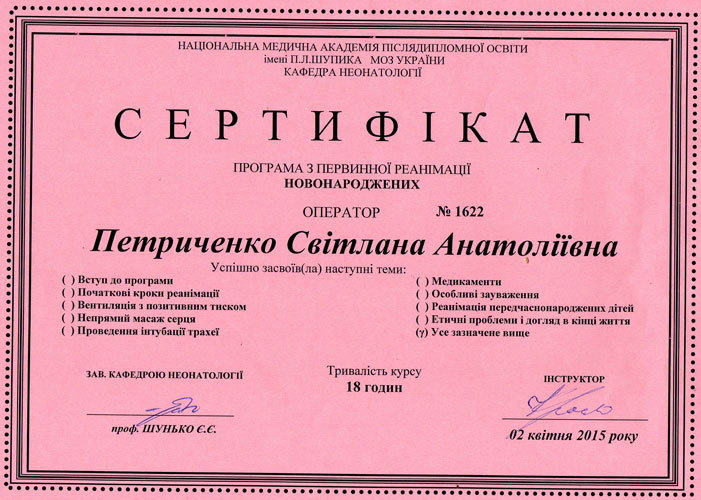 НАЦІОНАЛЬНА МЕДИЧНА АКАДЕМІЯ ПІСЛЯДИПЛОМНОЇ ОСВІТИ
імені П.Л.ШУПИКА МОЗ УКРАЇНИ
КАФЕДРА НЕОНАТОЛОГІЇ
СЕРТИФІКАТ
ПРОГРАМА З ПЕРВИННОЇ РЕАНІМАЦІЇ
НОВОНАРОДЖЕНИХ
ОПЕРАТОР № 1622
Петриченко Світлана Анатоліївна
Успішно засвоїв(ла) наступні теми:
( ) Вступ до програми
( ) Початкові кроки реанімації
( ) Вентиляція з позитивним тиском
( ) Непрямий масаж серця
( ) Проведення інтубації трахеї
( ) Медикаменти
( ) Особливі зауваження
( ) Реанімація передчаснонароджених дітей
( ) Етичні проблеми і догляд в кінці життя
(γ) Усе зазначене вище
ЗАВ. КАФЕДРОЮ НЕОНАТОЛОГІЇ
проф. ШУНЬКО Є.Є.
Тривалість курсу
18 годин
ІНСТРУКТОР
02 квітня 2015 року